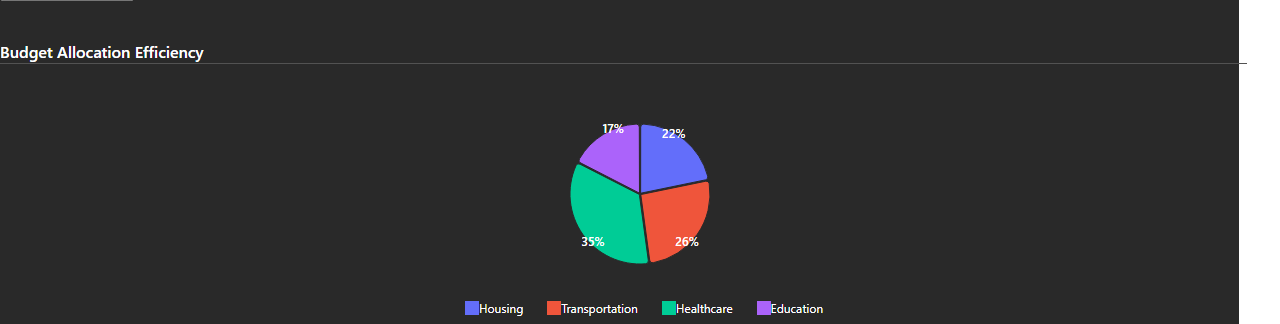 Budget Allocation Efficiency
17%
22%
35%
26%
Housing Transportation Healthcare Education